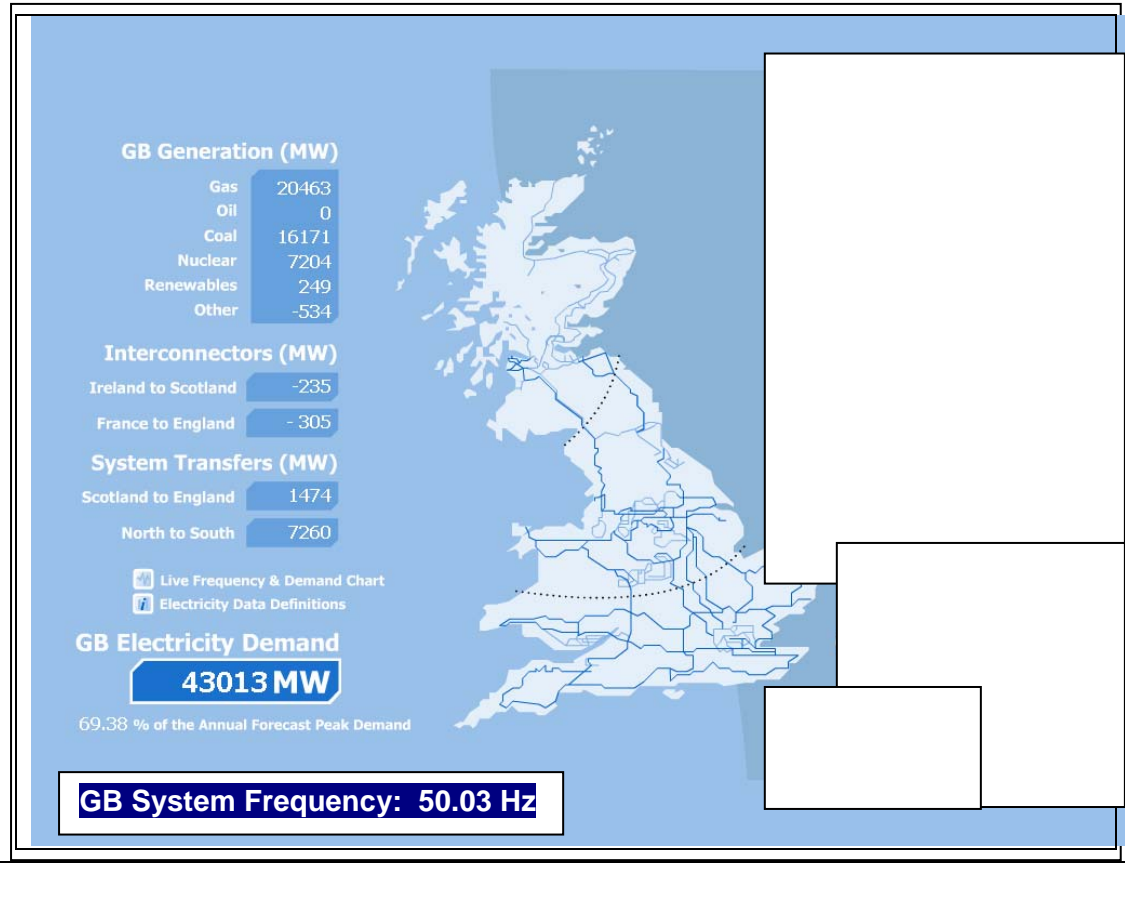 GB Generation (MW)
Gas 20463
Oil 0
Coal 16171
Nuclear 7204
Renewables 249
Other -534
Interconnectors (MW)
Ireland to Scotland -235
France to England - 305
System Transfers (MW)
Scotland to England 1474
North to South 7260
Live Frequency & Demand Chart
i Electricity Data Definitions
GB Electricity Demand
43013 MW
69.38 % of the Annual Forecast Peak Demand
GB System Frequency: 50.03 Hz